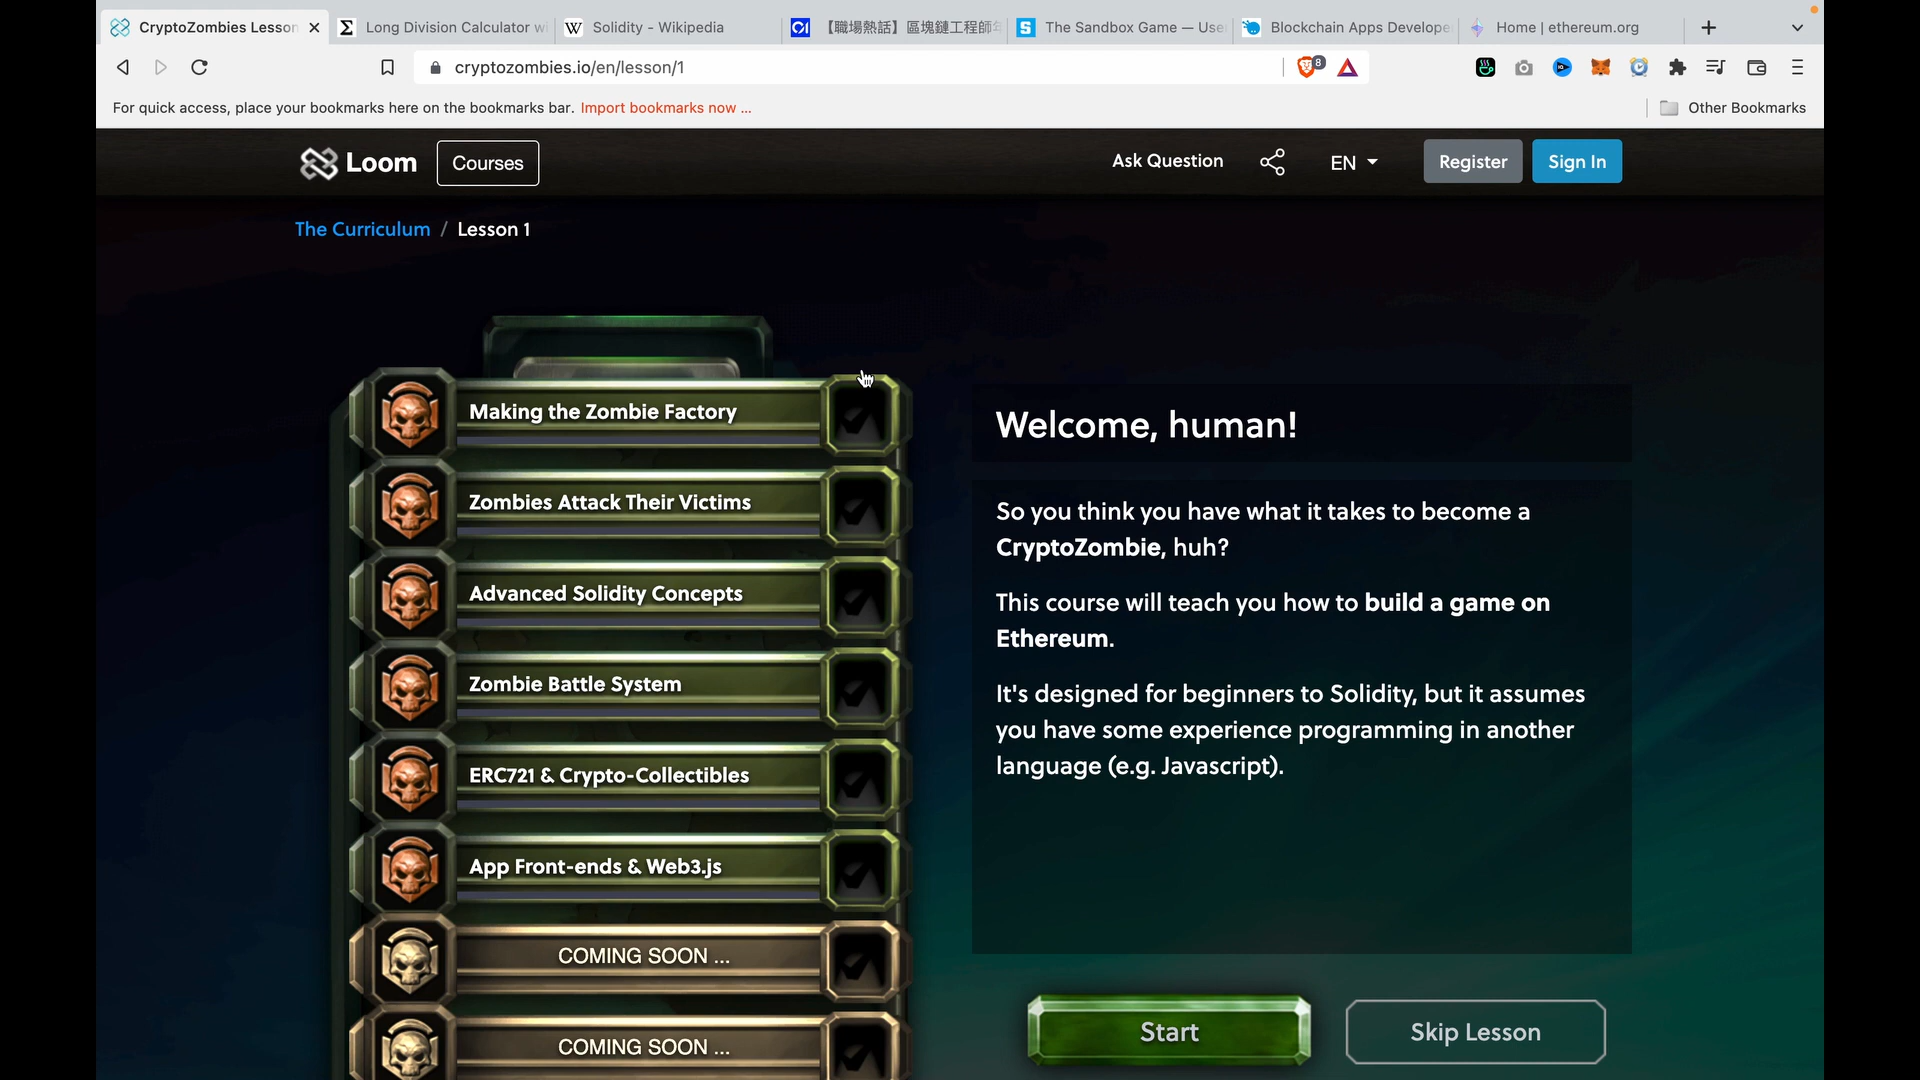 CryptoZombies Lesson
Long Division Calculator wi
Solidity - Wikipedia
【職場熱話】區塊鏈工程師年
The Sandbox Game — Use
Blockchain Apps Develope
Home | ethereum.org
cryptozombies.io/en/lesson/1
8
For quick access, place your bookmarks here on the bookmarks bar. Import bookmarks now ...
Other Bookmarks
Loom
Courses
Ask Question
EN
Register
Sign In
The Curriculum / Lesson 1
Making the Zombie Factory
Zombies Attack Their Victims
Advanced Solidity Concepts
Zombie Battle System
ERC721 & Crypto-Collectibles
App Front-ends & Web3.js
COMING SOON ...
COMING SOON ...
Welcome, human!
So you think you have what it takes to become a
CryptoZombie, huh?
This course will teach you how to build a game on
Ethereum.
It's designed for beginners to Solidity, but it assumes
you have some experience programming in another
language (e.g. Javascript).
Start
Skip Lesson